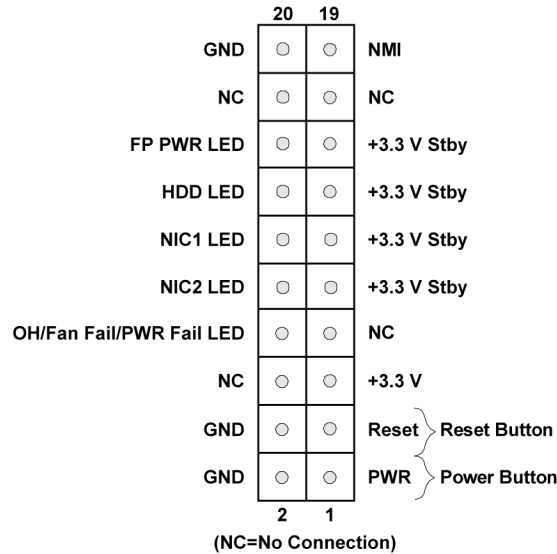 20 19
GND NMI
NC NC
FP PWR LED +3.3 V Stby
HDD LED +3.3 V Stby
NIC1 LED +3.3 V Stby
NIC2 LED +3.3 V Stby
OH/Fan Fail/PWR Fail LED NC
NC +3.3 V
GND Reset Reset Button
GND PWR Power Button
2 1
(NC=No Connection)